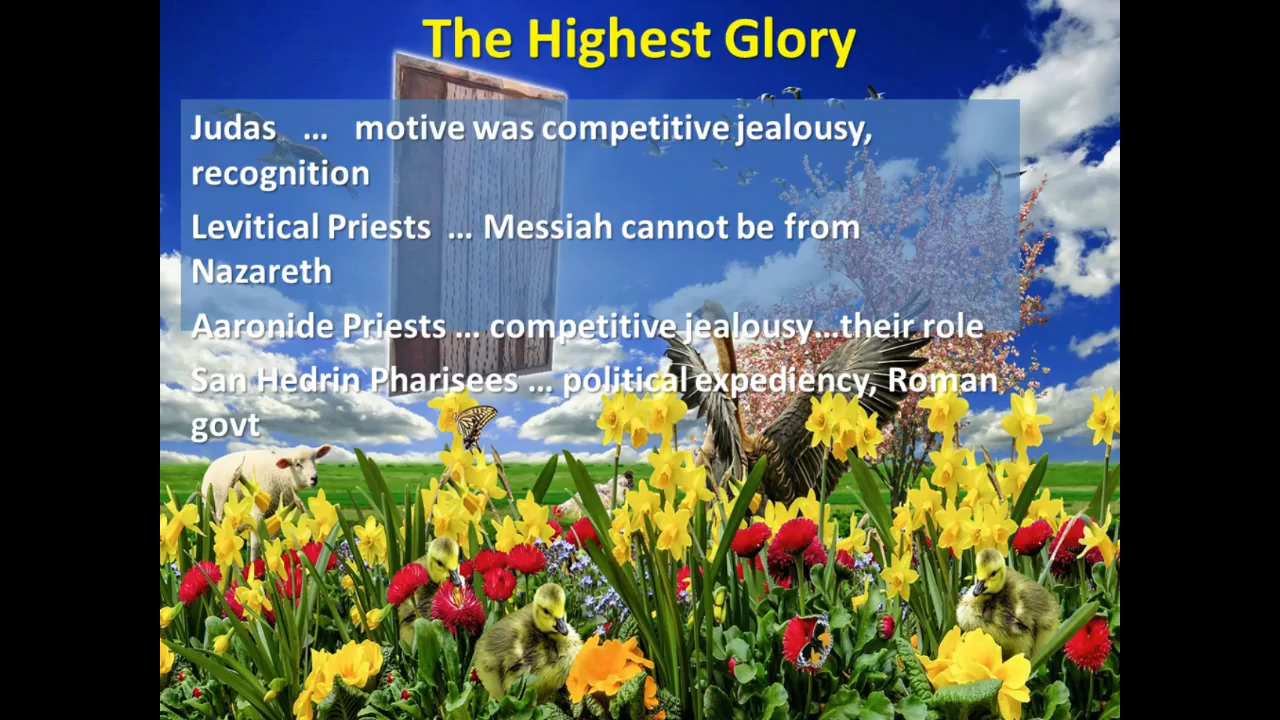 The Highest Glory
Judas ... motive was competitive jealousy,
recognition
Levitical Priests ... Messiah cannot be from
Nazareth
Aaronide Priests ... competitive jealousy...their role
San Hedrin Pharisees ... political expediency, Roman
govt